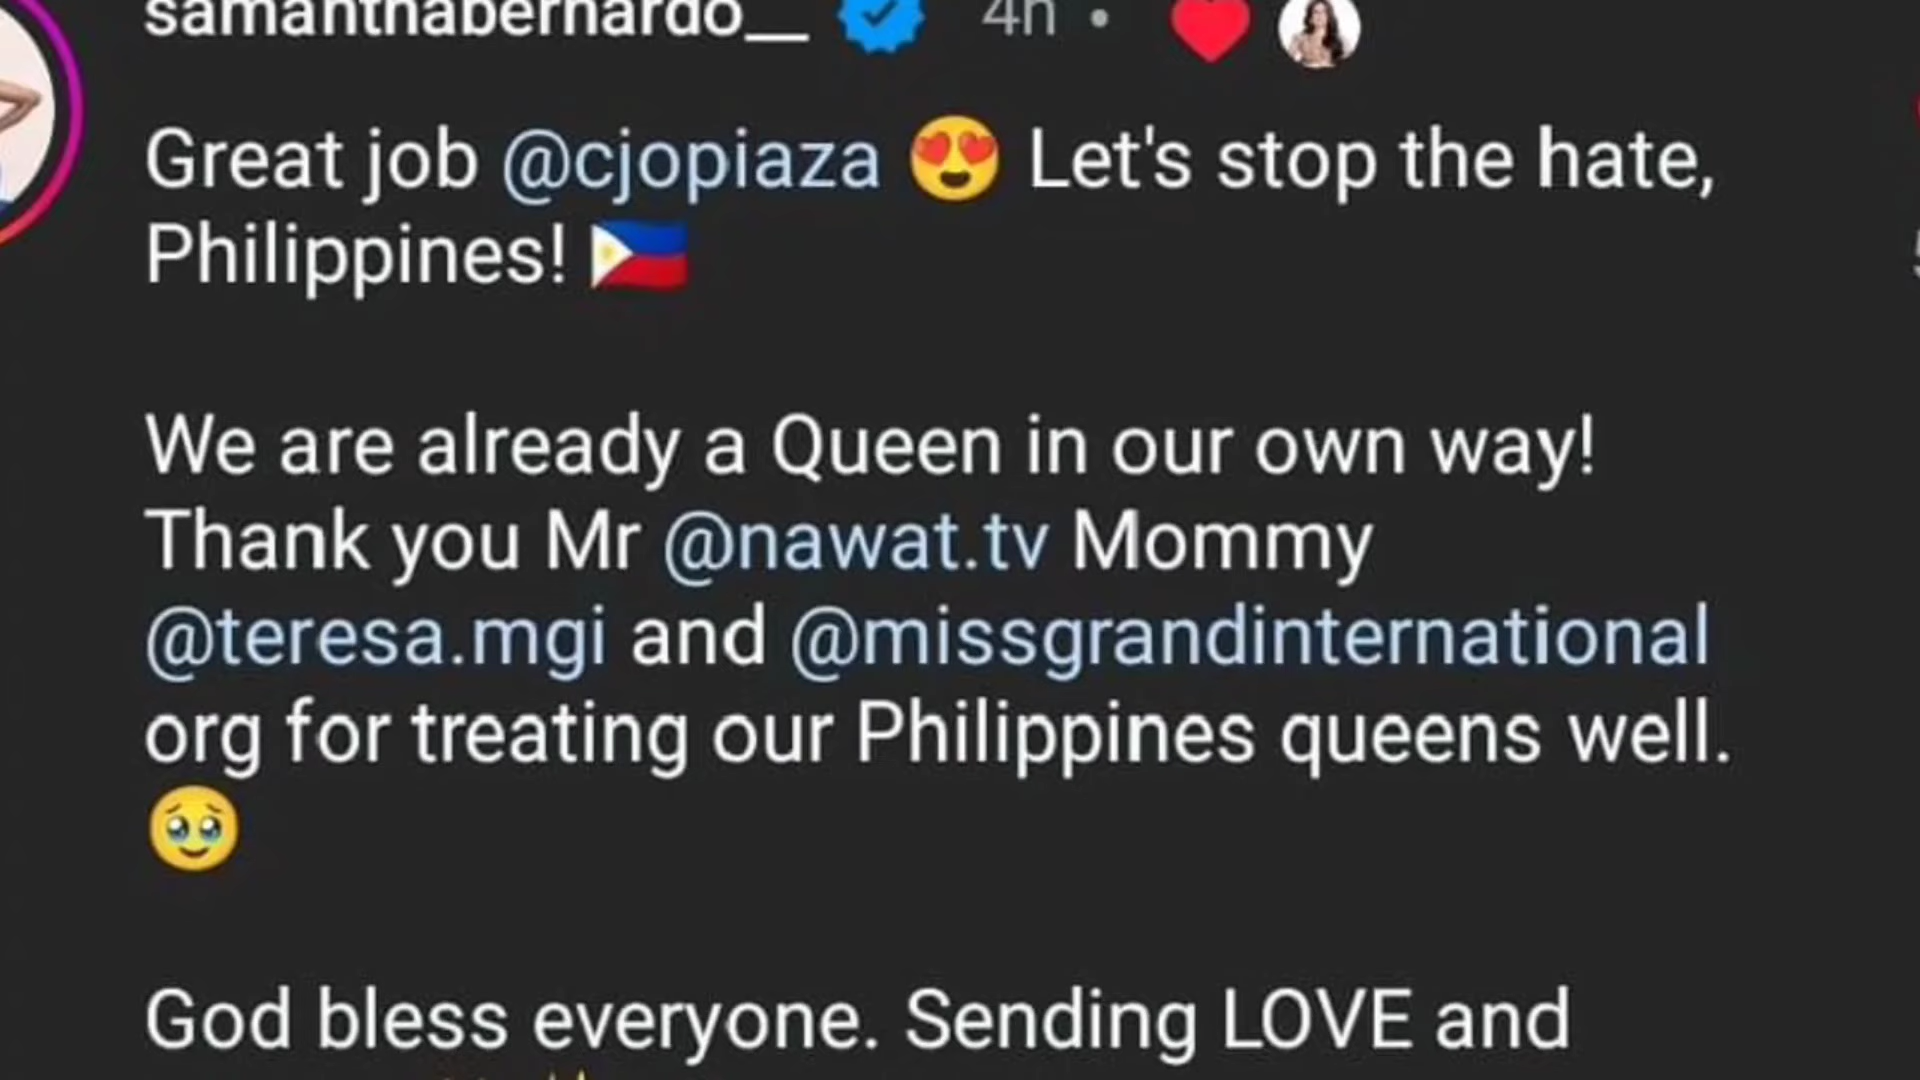 samanthabernardo__ 4h •
Great job @cjopiaza 😍 Let's stop the hate,
Philippines! 🇵🇭
We are already a Queen in our own way!
Thank you Mr @nawat.tv Mommy
@teresa.mgi and @missgrandinternational
org for treating our Philippines queens well.
🥹
God bless everyone. Sending LOVE and